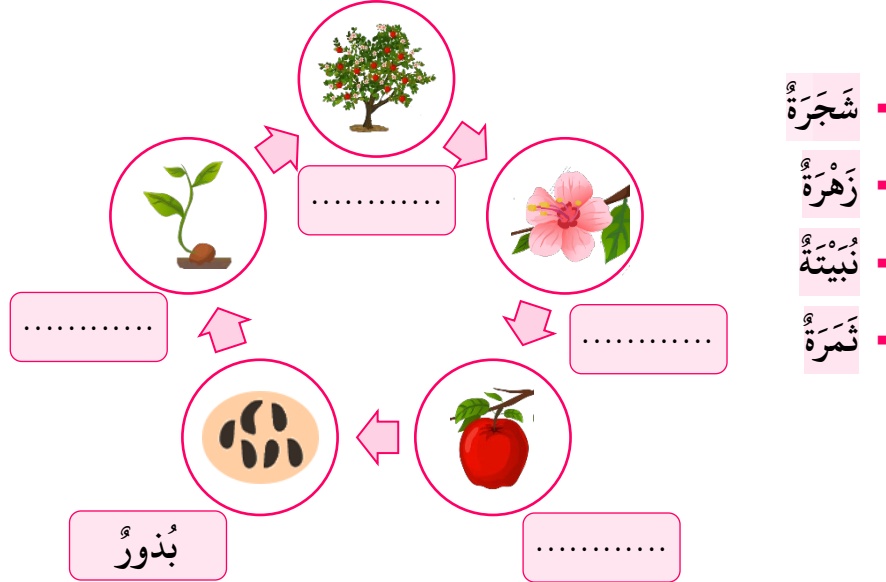 شَجَرَةٌ
زَهْرَةٌ
نُبَيْتَةٌ
ثَمَرَةٌ
............
............
............
............
بُذورٌ